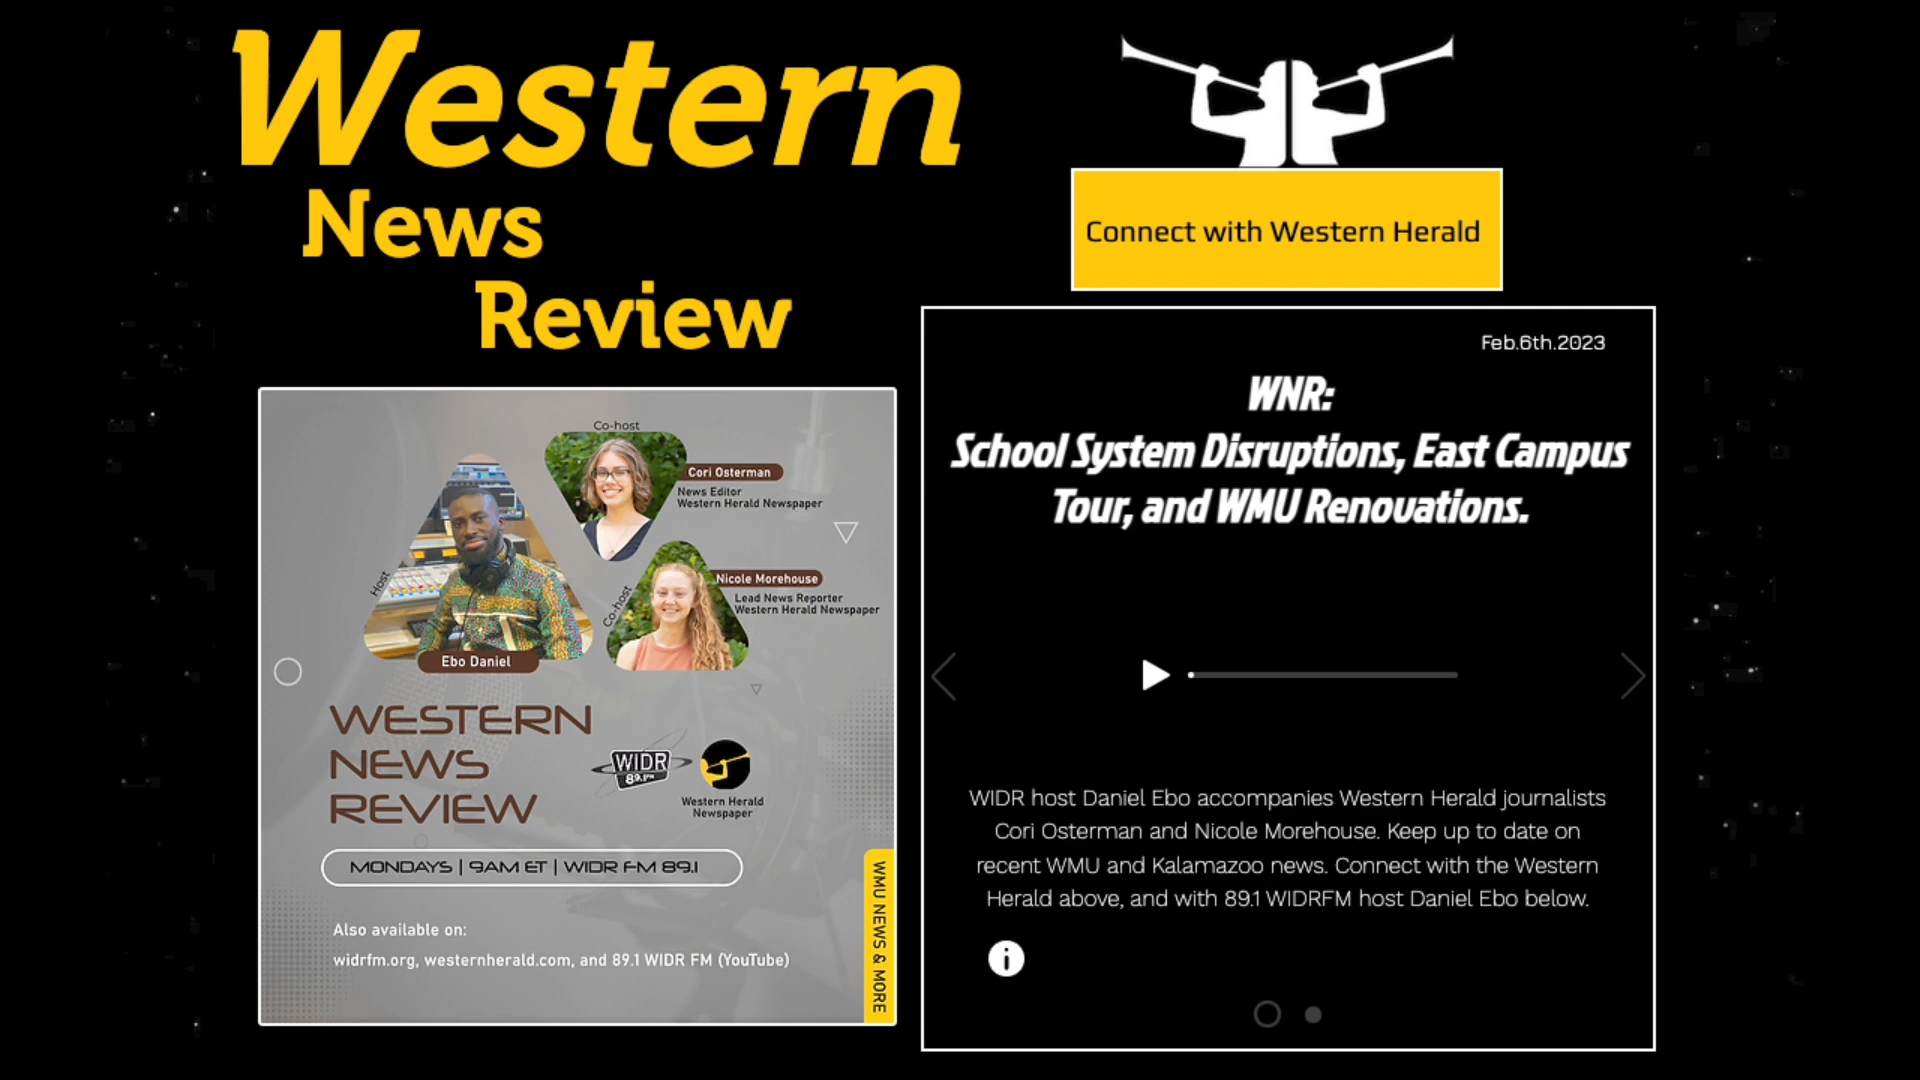 Western
News
Review
Connect with Western Herald
Feb.6th.2023
WNR:
School System Disruptions, East Campus
Tour, and WMU Renovations.
Co-host
Cori Osterman
News Editor
Western Herald Newspaper
Host
Ebo Daniel
Co-host
Nicole Morehouse
Lead News Reporter
Western Herald Newspaper
WESTERN
NEWS
REVIEW
WIDR
89.1FM
Western Herald
Newspaper
MONDAYS | 9AM ET | WIDR FM 89.1
Also available on:
widrfm.org, westernherald.com, and 89.1 WIDR FM (YouTube)
WMU NEWS & MORE
WIDR host Daniel Ebo accompanies Western Herald journalists
Cori Osterman and Nicole Morehouse. Keep up to date on
recent WMU and Kalamazoo news. Connect with the Western
Herald above, and with 89.1 WIDRFM host Daniel Ebo below.